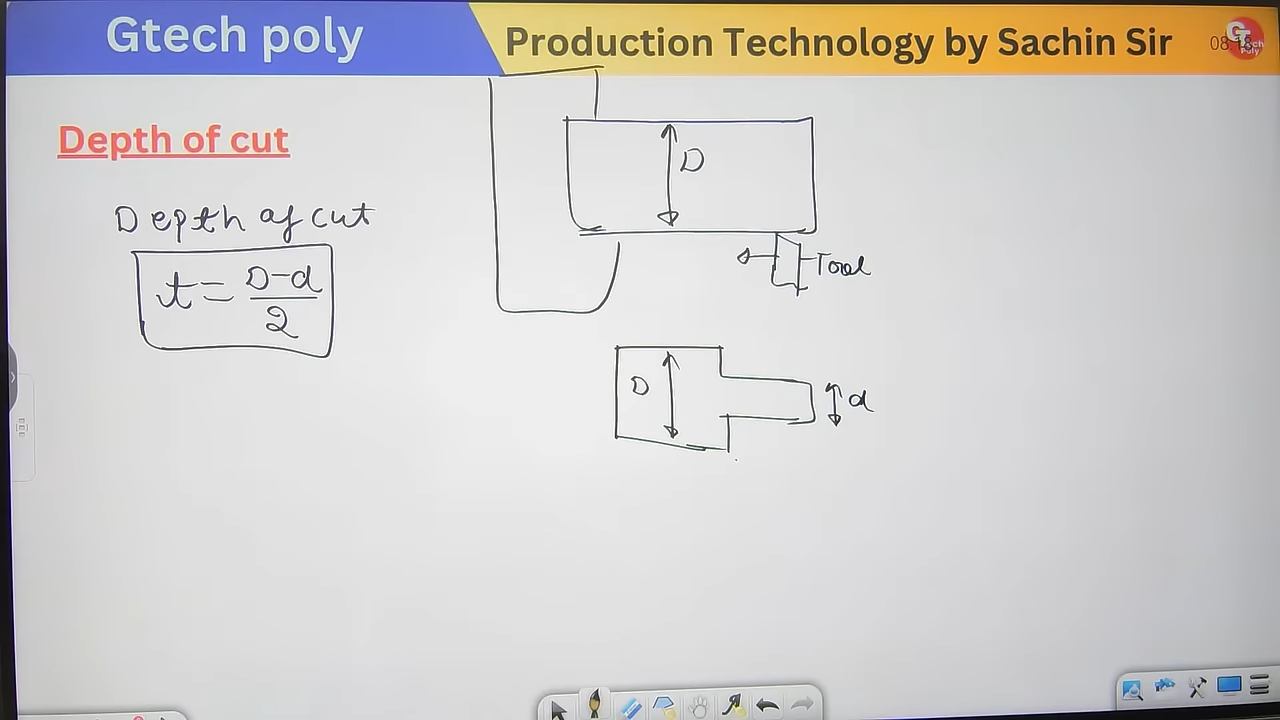 Gtech poly
Production Technology by Sachin Sir
Depth of cut
Depth of cut
t = D-d
2
D
Tool
D
d